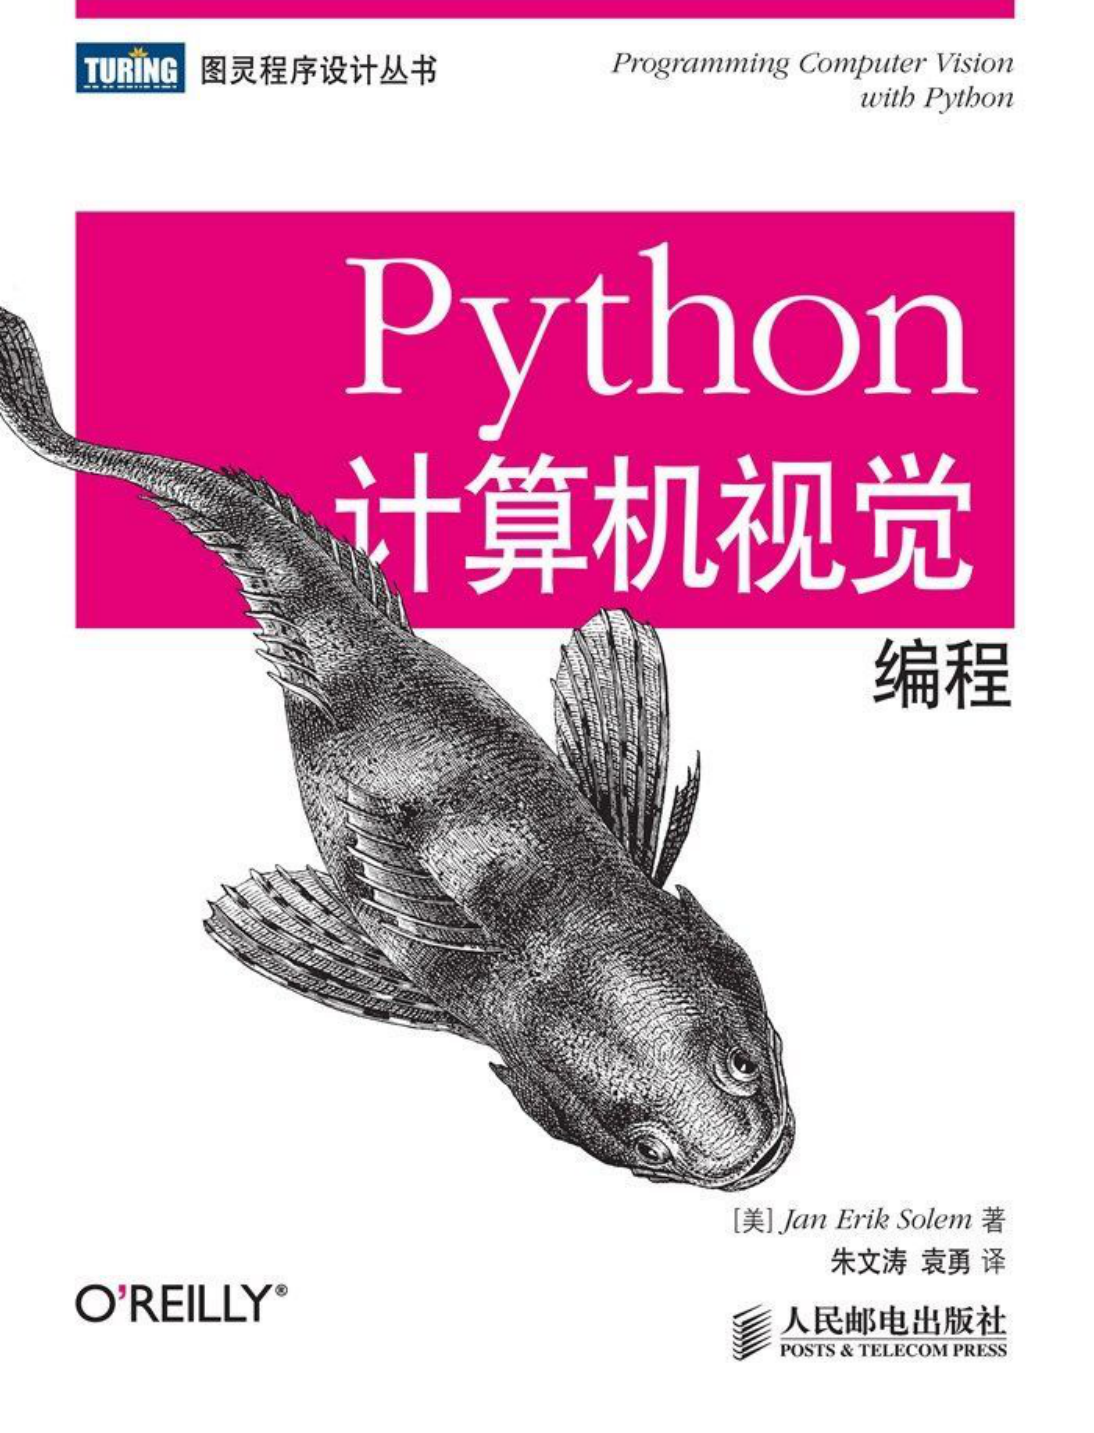 TURING 图灵程序设计丛书
Programming Computer Vision
with Python
Python
计算机视觉
编程
[美] Jan Erik Solem 著
朱文涛 袁勇 译
O'REILLY®
人民邮电出版社
POSTS & TELECOM PRESS